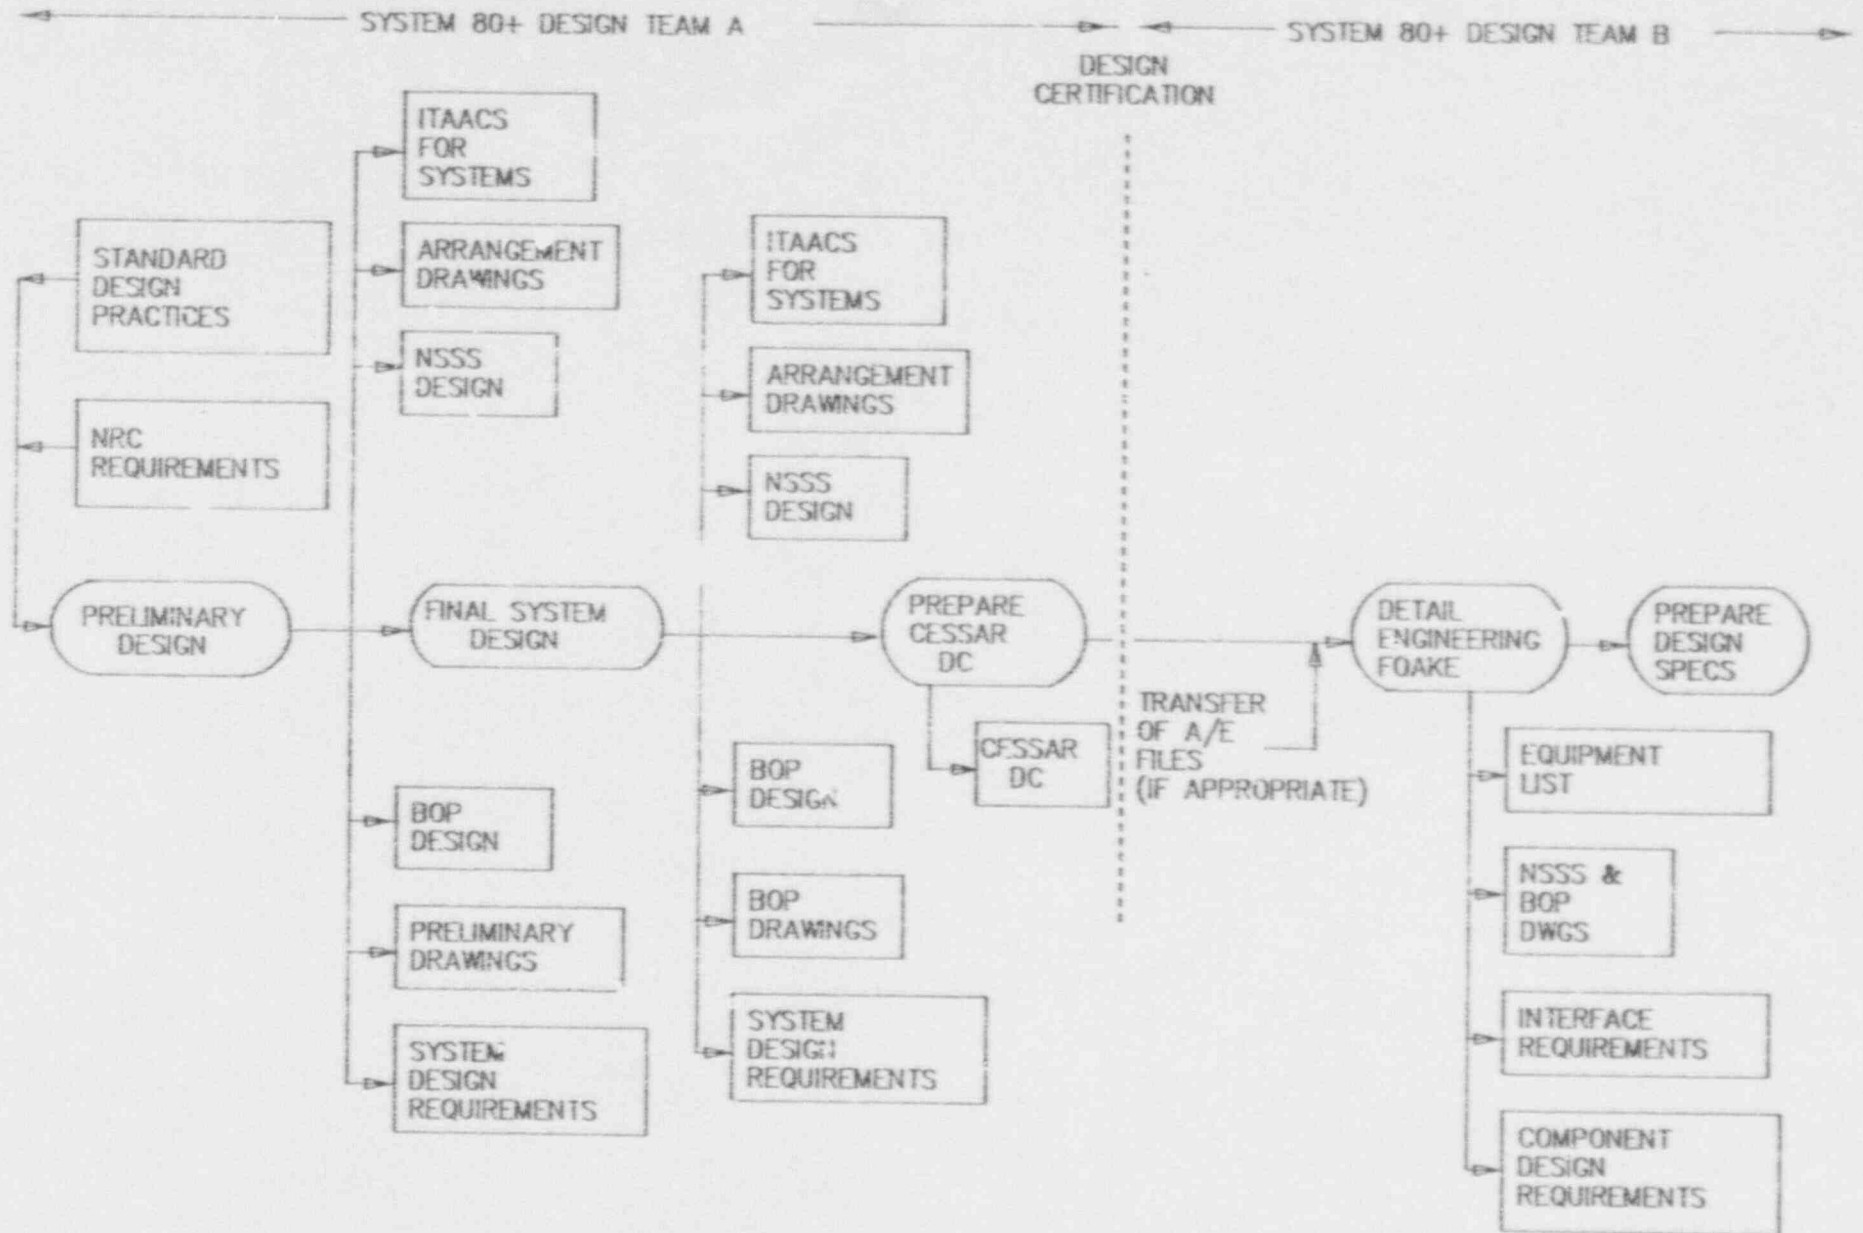 SYSTEM 80+ DESIGN TEAM A
SYSTEM 80+ DESIGN TEAM B
DESIGN
CERTIFICATION
ITAACS
FOR
SYSTEMS
STANDARD
DESIGN
PRACTICES
ARRANGEMENT
DRAWINGS
ITAACS
FOR
SYSTEMS
NSSS
DESIGN
ARRANGEMENT
DRAWINGS
NRC
REQUIREMENTS
NSSS
DESIGN
PRELIMINARY
DESIGN
FINAL SYSTEM
DESIGN
PREPARE
CESSAR
DC
DETAIL
ENGINEERING
FOAKE
PREPARE
DESIGN
SPECS
TRANSFER
OF A/E
FILES
(IF APPROPRIATE)
CESSAR
DC
BOP
DESIGN
BOP
DESIGN
EQUIPMENT
LIST
PRELIMINARY
DRAWINGS
BOP
DRAWINGS
NSSS &
BOP
DWGS
SYSTEM
DESIGN
REQUIREMENTS
SYSTEM
DESIGN
REQUIREMENTS
INTERFACE
REQUIREMENTS
COMPONENT
DESIGN
REQUIREMENTS